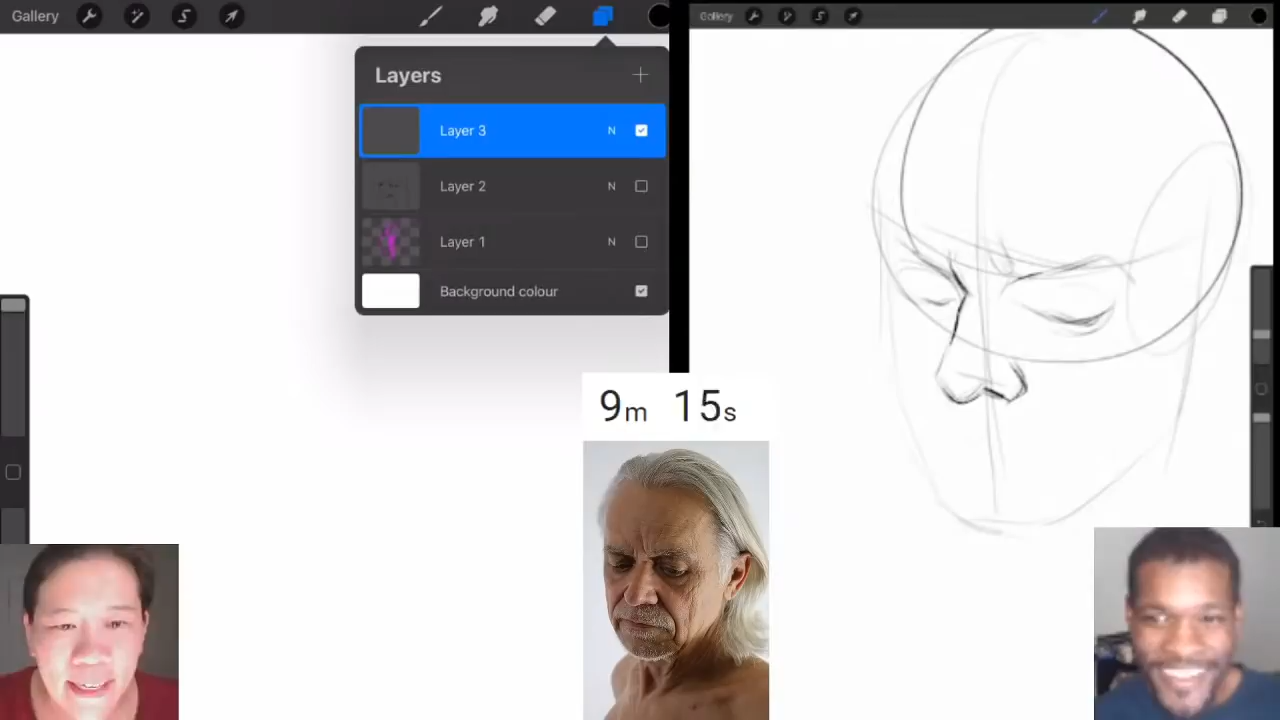 Gallery
Gallery
Layers
Layer 3 N
Layer 2 N
Layer 1 N
Background colour
9m 15s